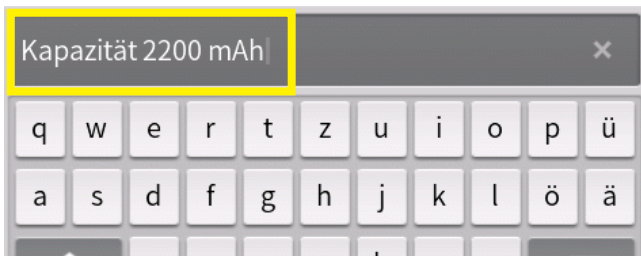 Kapazität 2200 mAh
q w e r t z u i o p ü
a s d f g h j k l ö ä